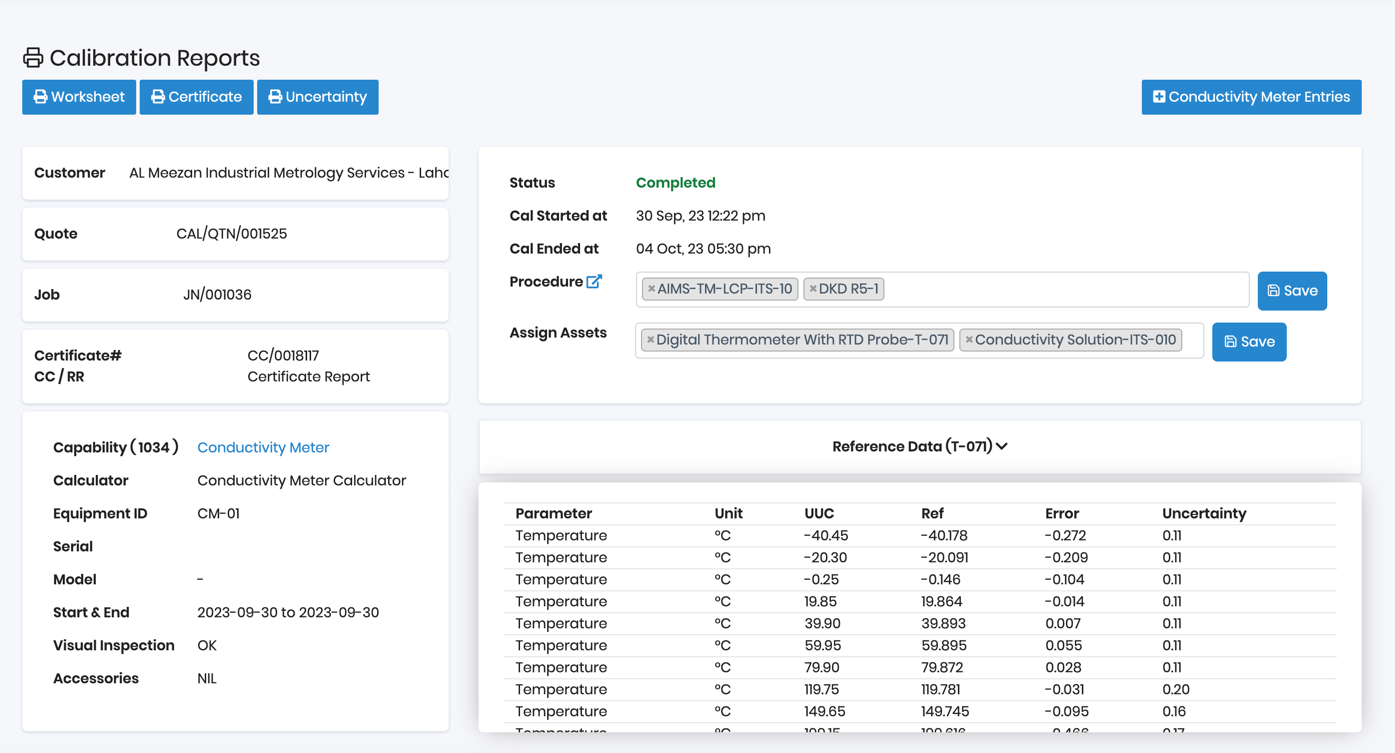 Calibration Reports
Worksheet Certificate Uncertainty
Conductivity Meter Entries
Customer AL Meezan Industrial Metrology Services -
Quote CAL/QTN/001525
Job JN/001036
Certificate# CC/0018117
CC / RR Certificate Report
Capability ( 1034 ) Conductivity Meter
Calculator Conductivity Meter Calculator
Equipment ID CM-01
Serial
Model -
Start & End 2023-09-30 to 2023-09-30
Visual Inspection OK
Accessories NIL
Status Completed
Cal Started at 30 Sep, 23 12:22 pm
Cal Ended at 04 Oct, 23 05:30 pm
Procedure ×AIMS-TM-LCP-ITS-10 ×DKD R5-1 Save
Assign Assets ×Digital Thermometer With RTD Probe-T-071 ×Conductivity Solution-ITS-010 Save
Reference Data (T-071)
Parameter Unit UUC Ref Error Uncertainty
Temperature °C -40.45 -40.178 -0.272 0.11
Temperature °C -20.30 -20.091 -0.209 0.11
Temperature °C -0.25 -0.146 -0.104 0.11
Temperature °C 19.85 19.864 -0.014 0.11
Temperature °C 39.90 39.893 0.007 0.11
Temperature °C 59.95 59.895 0.055 0.11
Temperature °C 79.90 79.872 0.028 0.11
Temperature °C 119.75 119.781 -0.031 0.20
Temperature °C 149.65 149.745 -0.095 0.16
Temperature °C